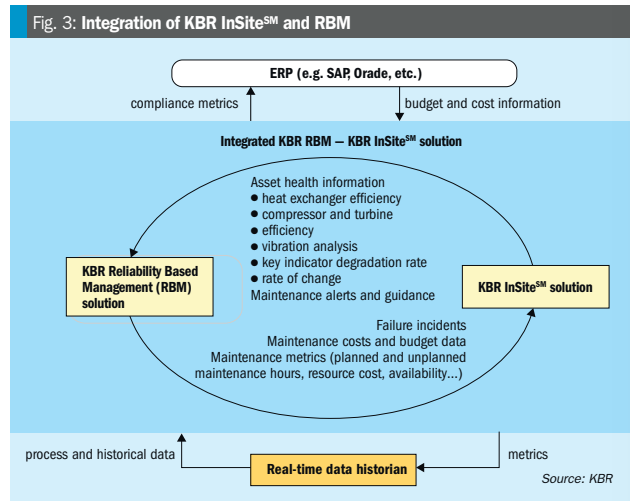 Fig. 3: Integration of KBR InSite℠ and RBM
ERP (e.g. SAP, Orade, etc.)
compliance metrics
budget and cost information
Integrated KBR RBM – KBR InSite℠ solution
Asset health information
● heat exchanger efficiency
● compressor and turbine
● efficiency
● vibration analysis
● key indicator degradation rate
● rate of change
Maintenance alerts and guidance
KBR Reliability Based
Management (RBM)
solution
KBR InSite℠ solution
Failure incidents
Maintenance costs and budget data
Maintenance metrics (planned and unplanned
maintenance hours, resource cost, availability...)
process and historical data
metrics
Real-time data historian
Source: KBR